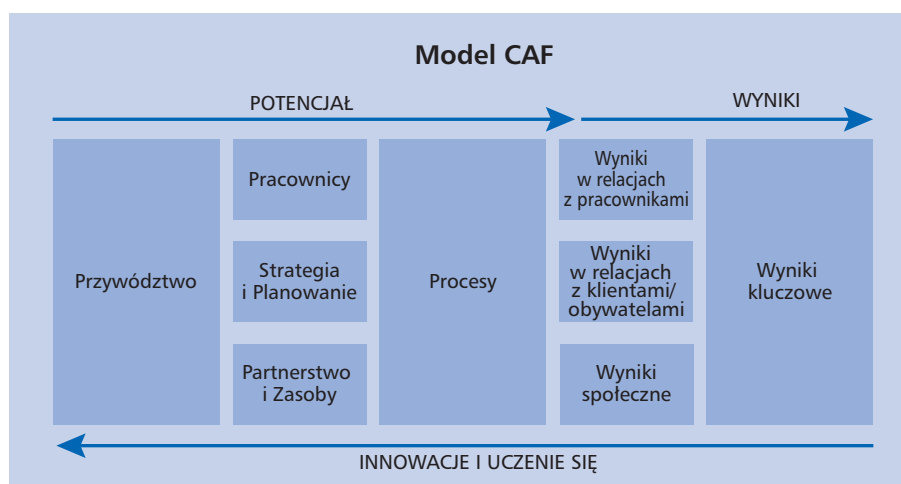 Model CAF
POTENCJAŁ
WYNIKI
Przywództwo
Pracownicy
Strategia
i Planowanie
Partnerstwo
i Zasoby
Procesy
Wyniki
w relacjach
z pracownikami
Wyniki
w relacjach
z klientami/
obywatelami
Wyniki
społeczne
Wyniki
kluczowe
INNOWACJE I UCZENIE SIĘ